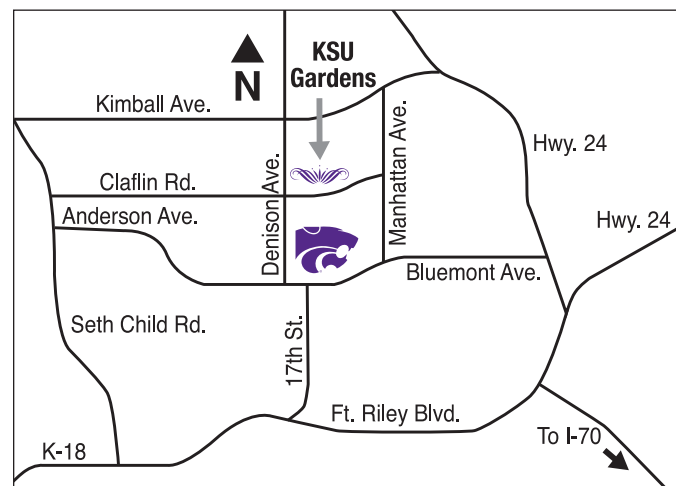 KSU
Gardens
N
Kimball Ave.
Manhattan Ave.
Hwy. 24
Denison Ave.
Claflin Rd.
Anderson Ave.
Hwy. 24
Bluemont Ave.
Seth Child Rd.
17th St.
Ft. Riley Blvd.
To I-70
K-18